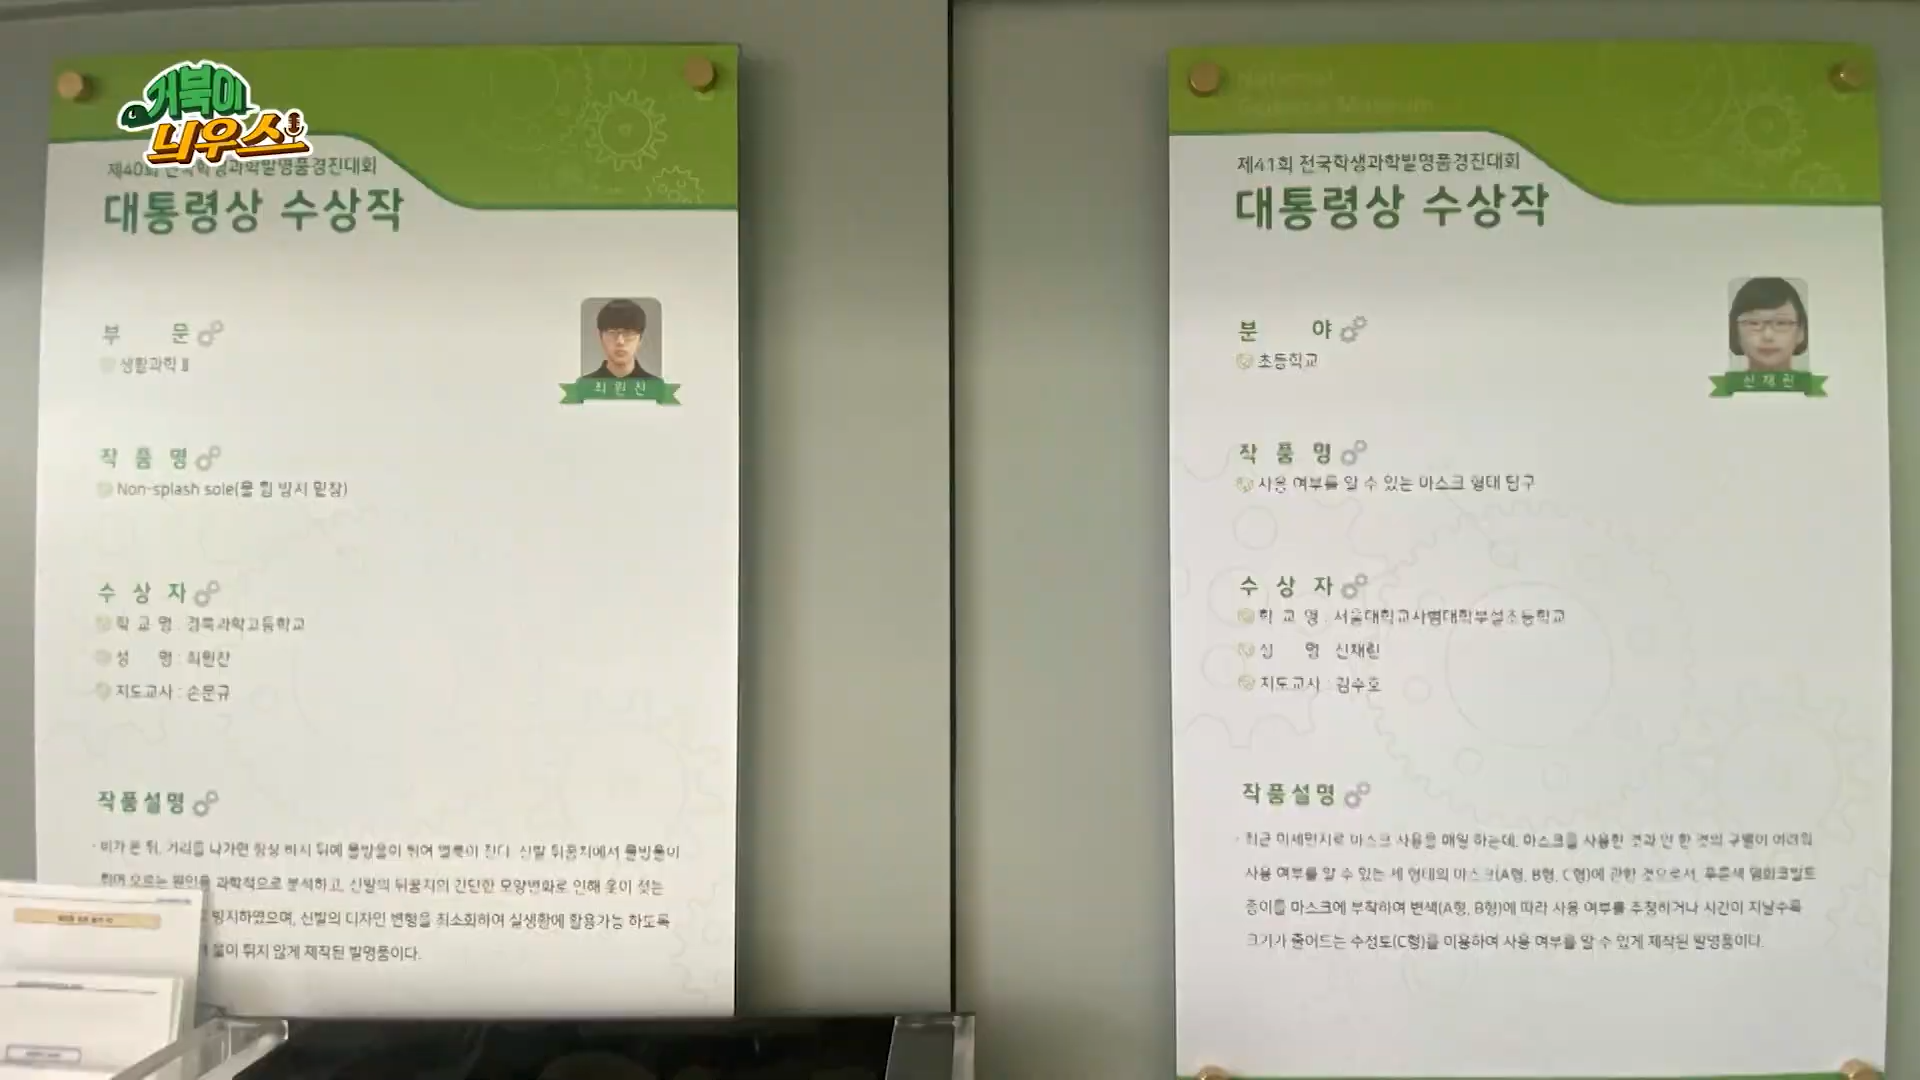 거북이
늬우스
제40회 전국학생과학발명품경진대회
대통령상 수상작
부 문
생활과학 Ⅱ
최원찬
작 품 명
Non-splash sole(물 튐 방지 밑창)
수 상 자
학 교 명 : 경북과학고등학교
성 명 : 최원찬
지도교사 : 손문규
작품설명
· 비가 온 뒤, 거리를 나가면 항상 바지 뒤에 물방울이 튀어 얼룩이 진다. 신발 뒤꿈치에서 물방울이
튀어 오르는 원인을 과학적으로 분석하고, 신발의 뒤꿈치의 간단한 모양변화로 인해 옷이 젖는
방지하였으며, 신발의 디자인 변형을 최소화하여 실생활에 활용가능 하도록
물이 튀지 않게 제작된 발명품이다.
National
Science Museum
제41회 전국학생과학발명품경진대회
대통령상 수상작
분 야
초등학교
신채린
작 품 명
사용 여부를 알 수 있는 마스크 형태 탐구
수 상 자
학 교 명 : 서울대학교사범대학부설초등학교
성 명 신채린
지도교사 : 김수호
작품설명
· 최근 미세먼지로 마스크 사용을 매일 하는데, 마스크를 사용한 것과 안 한 것의 구별이 어려워
사용 여부를 알 수 있는 세 형태의 마스크(A형, B형, C형)에 관한 것으로서, 푸른색 염화코발트
종이를 마스크에 부착하여 변색(A형, B형)에 따라 사용 여부를 추정하거나 시간이 지날수록
크기가 줄어드는 수정토(C형)를 이용하여 사용 여부를 알 수 있게 제작된 발명품이다.